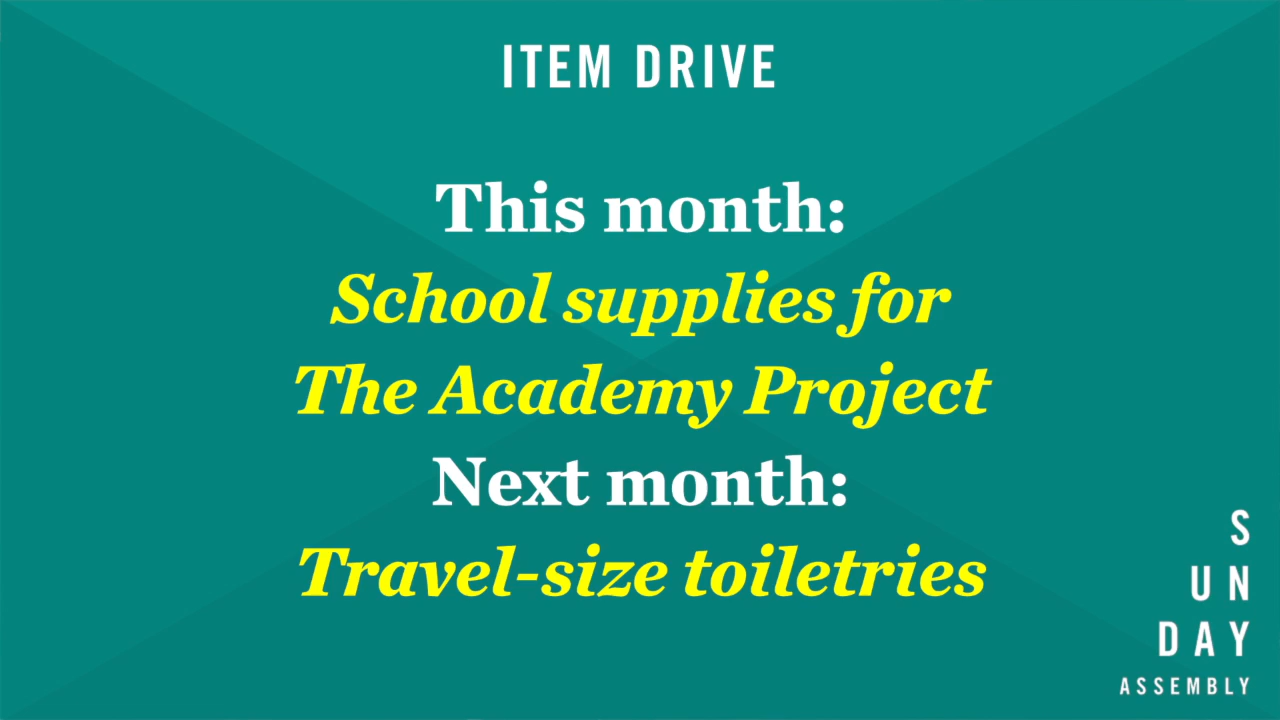 ITEM DRIVE
This month:
School supplies for
The Academy Project
Next month:
Travel-size toiletries
S
UN
DAY
ASSEMBLY